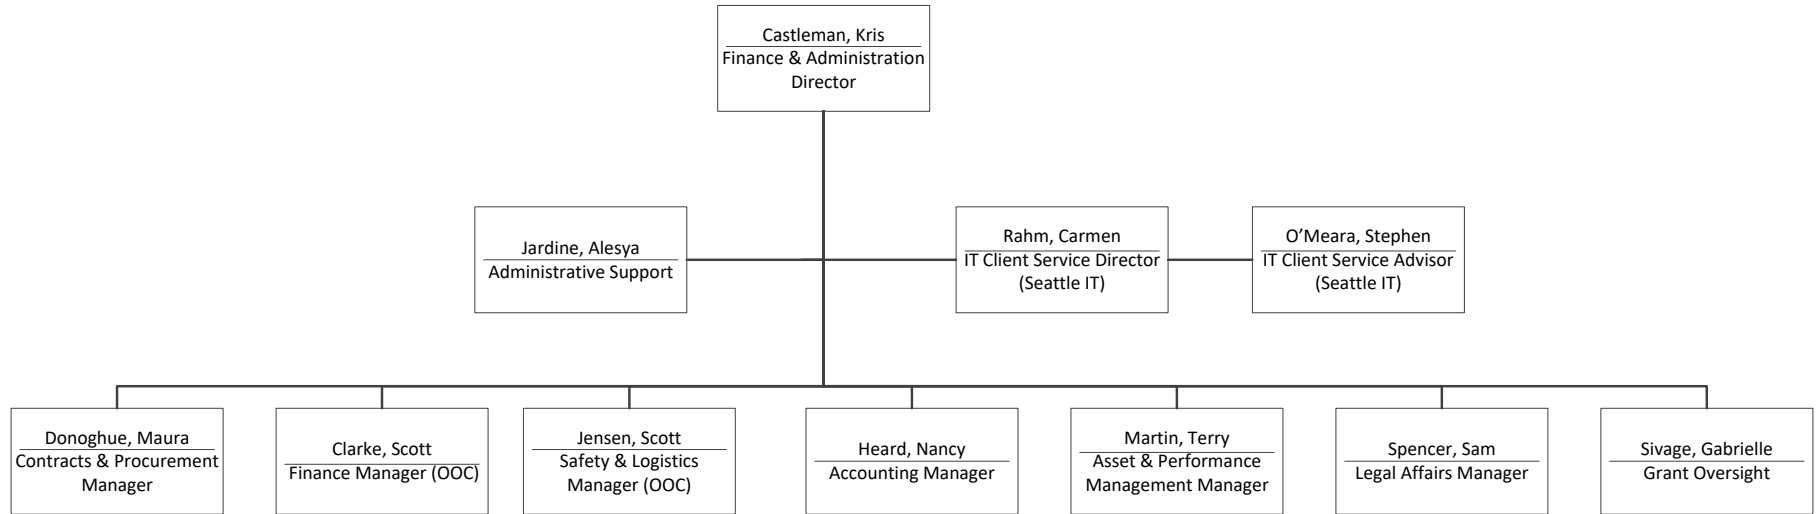 Castleman, Kris
Finance & Administration
Director
Jardine, Alesya
Administrative Support
Rahm, Carmen
IT Client Service Director
(Seattle IT)
O’Meara, Stephen
IT Client Service Advisor
(Seattle IT)
Donoghue, Maura
Contracts & Procurement
Manager
Clarke, Scott
Finance Manager (OOC)
Jensen, Scott
Safety & Logistics
Manager (OOC)
Heard, Nancy
Accounting Manager
Martin, Terry
Asset & Performance
Management Manager
Spencer, Sam
Legal Affairs Manager
Sivage, Gabrielle
Grant Oversight